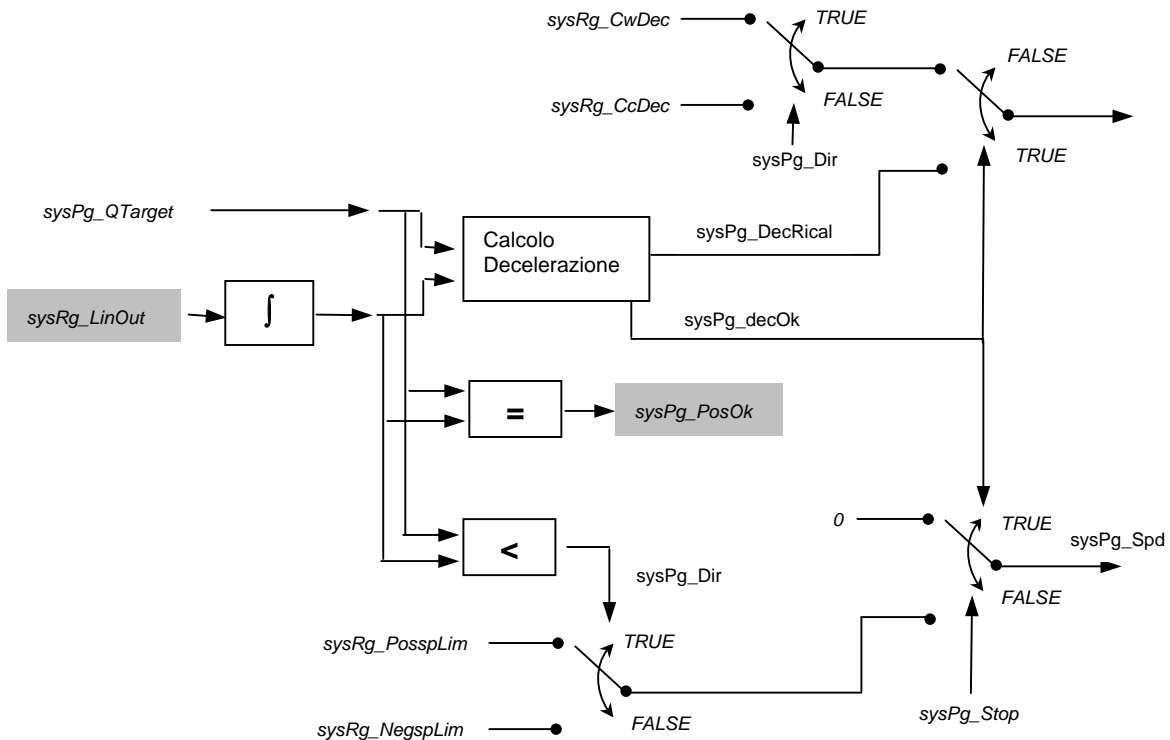 sysRg_CwDec
TRUE
FALSE
sysRg_CcDec
FALSE
sysPg_Dir
TRUE
sysPg_QTarget
Calcolo
Decelerazione
sysPg_DecRical
sysRg_LinOut
∫
sysPg_decOk
=
sysPg_PosOk
0
TRUE
sysPg_Spd
<
sysPg_Dir
FALSE
sysRg_PosspLim
TRUE
sysPg_Stop
sysRg_NegspLim
FALSE